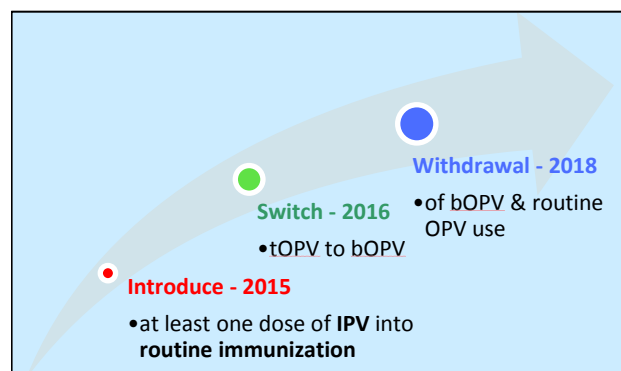 Withdrawal - 2018
•of bOPV & routine
OPV use
Switch - 2016
•tOPV to bOPV
Introduce - 2015
•at least one dose of IPV into
routine immunization